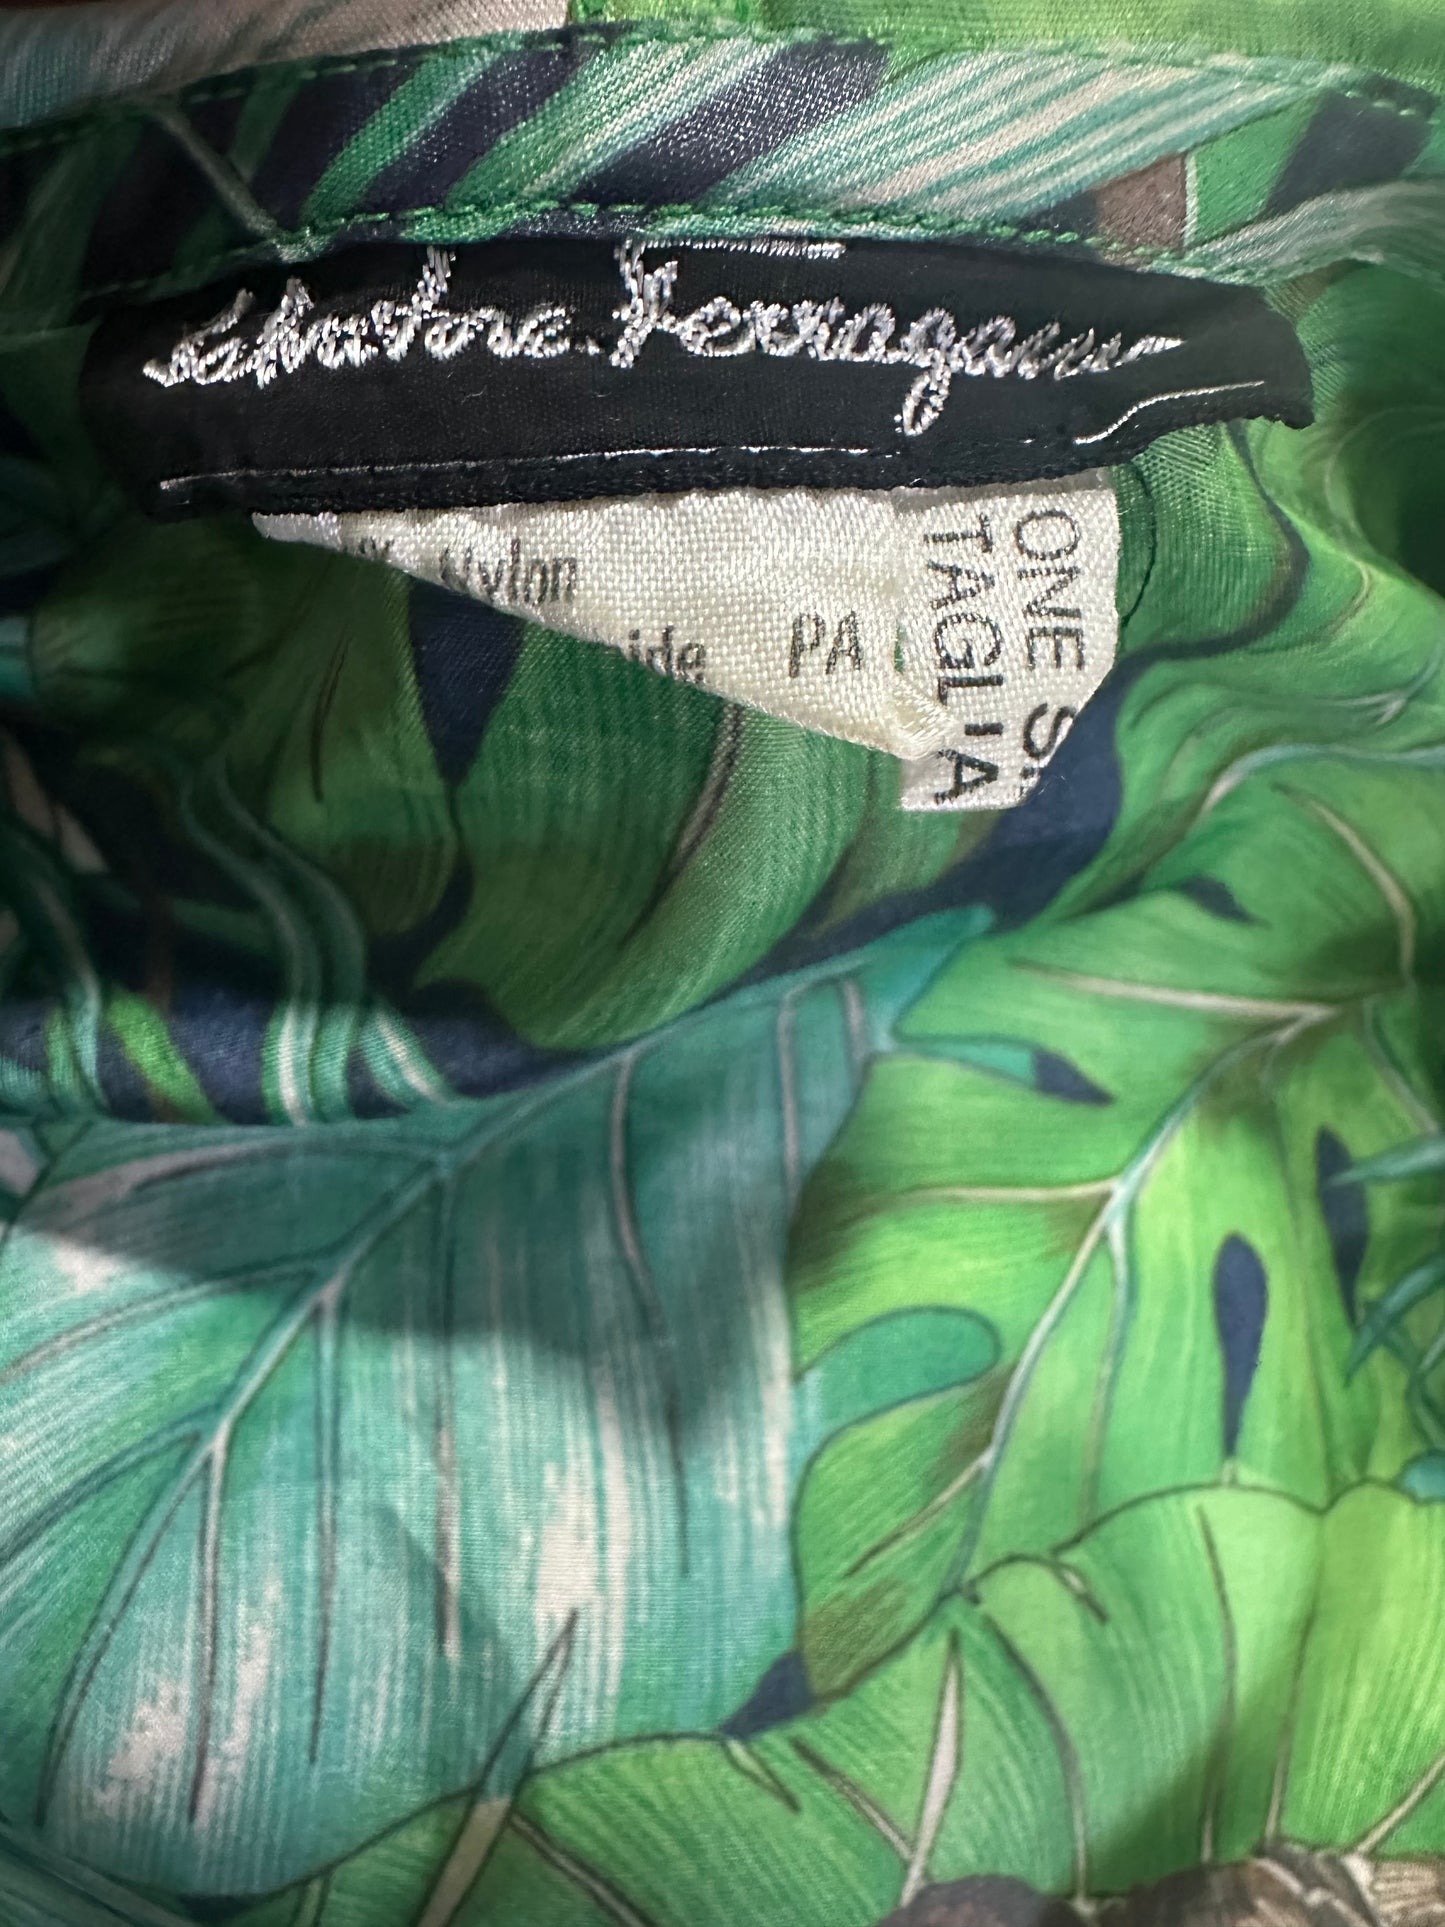 Salvatore Ferragamo
Nylon
PA
ONE
TAGLIA